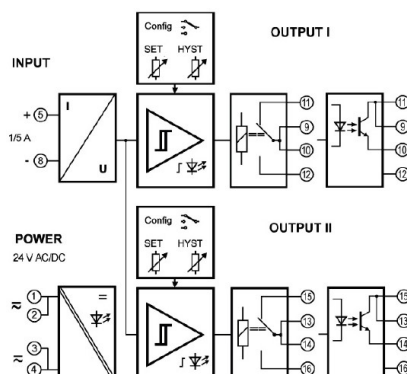 Config
OUTPUT I
SET HYST
INPUT
I
+ 5
1/5 A
- 8
U
11
9
10
12
11
9
10
12
Config
SET HYST
OUTPUT II
POWER
24 V AC/DC
1
2
3
4
15
13
14
16
15
13
14
16